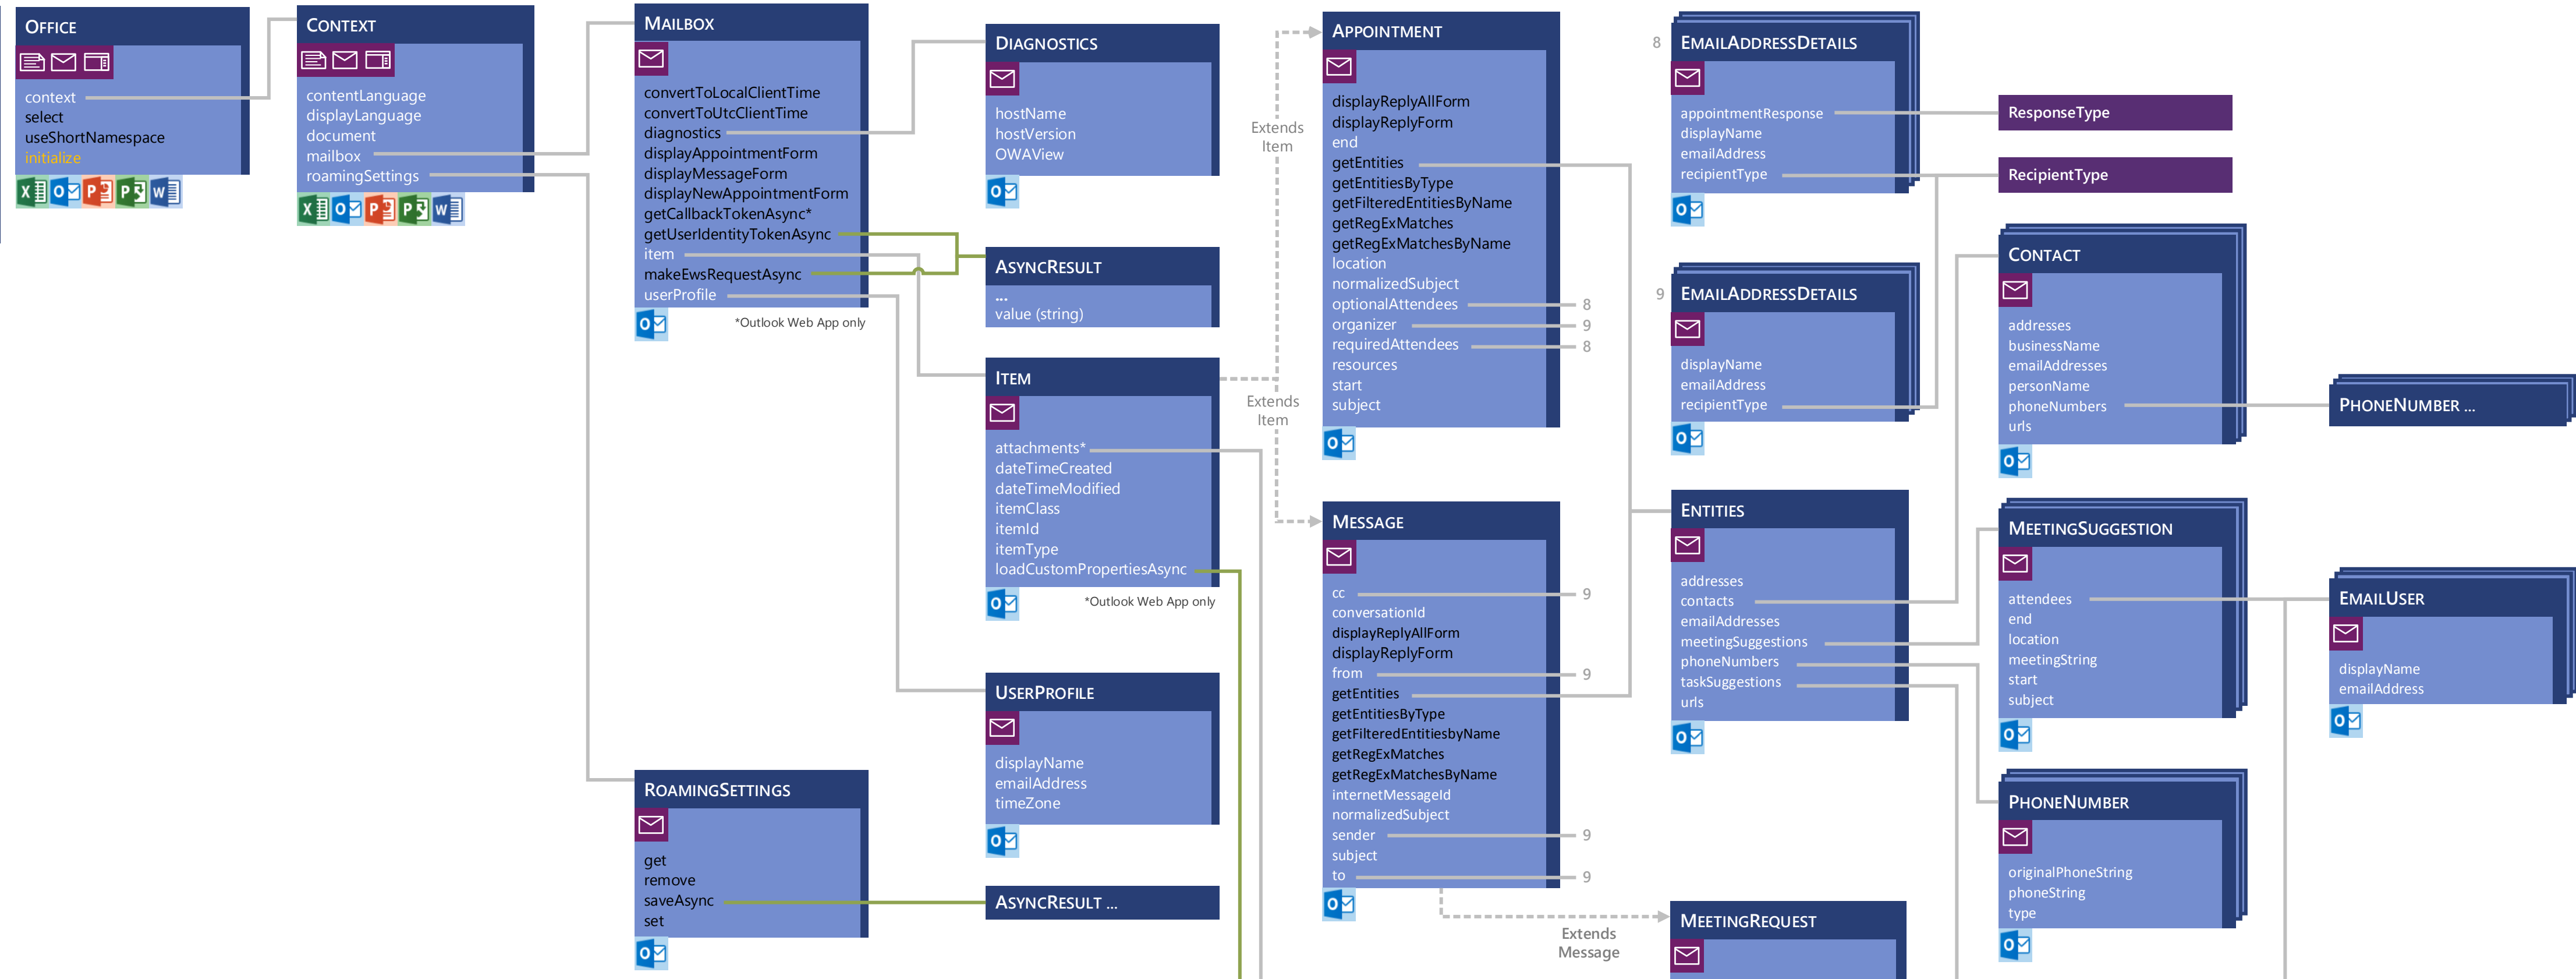 OFFICE
context
select
useShortNamespace
initialize
CONTEXT
contentLanguage
displayLanguage
document
mailbox
roamingSettings
MAILBOX
convertToLocalClientTime
convertToUtcClientTime
diagnostics
displayAppointmentForm
displayMessageForm
displayNewAppointmentForm
getCallbackTokenAsync*
getUserIdentityTokenAsync
item
makeEwsRequestAsync
userProfile
*Outlook Web App only
ROAMINGSETTINGS
get
remove
saveAsync
set
DIAGNOSTICS
hostName
hostVersion
OWAView
ASYNCRESULT
...
value (string)
ITEM
attachments*
dateTimeCreated
dateTimeModified
itemClass
itemId
itemType
loadCustomPropertiesAsync
*Outlook Web App only
USERPROFILE
displayName
emailAddress
timeZone
ASYNCRESULT ...
Extends
Item
Extends
Item
APPOINTMENT
displayReplyAllForm
displayReplyForm
end
getEntities
getEntitiesByType
getFilteredEntitiesByName
getRegExMatches
getRegExMatchesByName
location
normalizedSubject
optionalAttendees 8
organizer 9
requiredAttendees 8
resources
start
subject
MESSAGE
cc 9
conversationId
displayReplyAllForm
displayReplyForm
from 9
getEntities
getEntitiesByType
getFilteredEntitiesbyName
getRegExMatches
getRegExMatchesByName
internetMessageId
normalizedSubject
sender 9
subject
to 9
Extends
Message
8 EMAILADDRESSDETAILS
appointmentResponse
displayName
emailAddress
recipientType
9 EMAILADDRESSDETAILS
displayName
emailAddress
recipientType
ENTITIES
addresses
contacts
emailAddresses
meetingSuggestions
phoneNumbers
taskSuggestions
urls
MEETINGREQUEST
ResponseType
RecipientType
CONTACT
addresses
businessName
emailAddresses
personName
phoneNumbers
urls
MEETINGSUGGESTION
attendees
end
location
meetingString
start
subject
PHONENUMBER
originalPhoneString
phoneString
type
PHONENUMBER ...
EMAILUSER
displayName
emailAddress